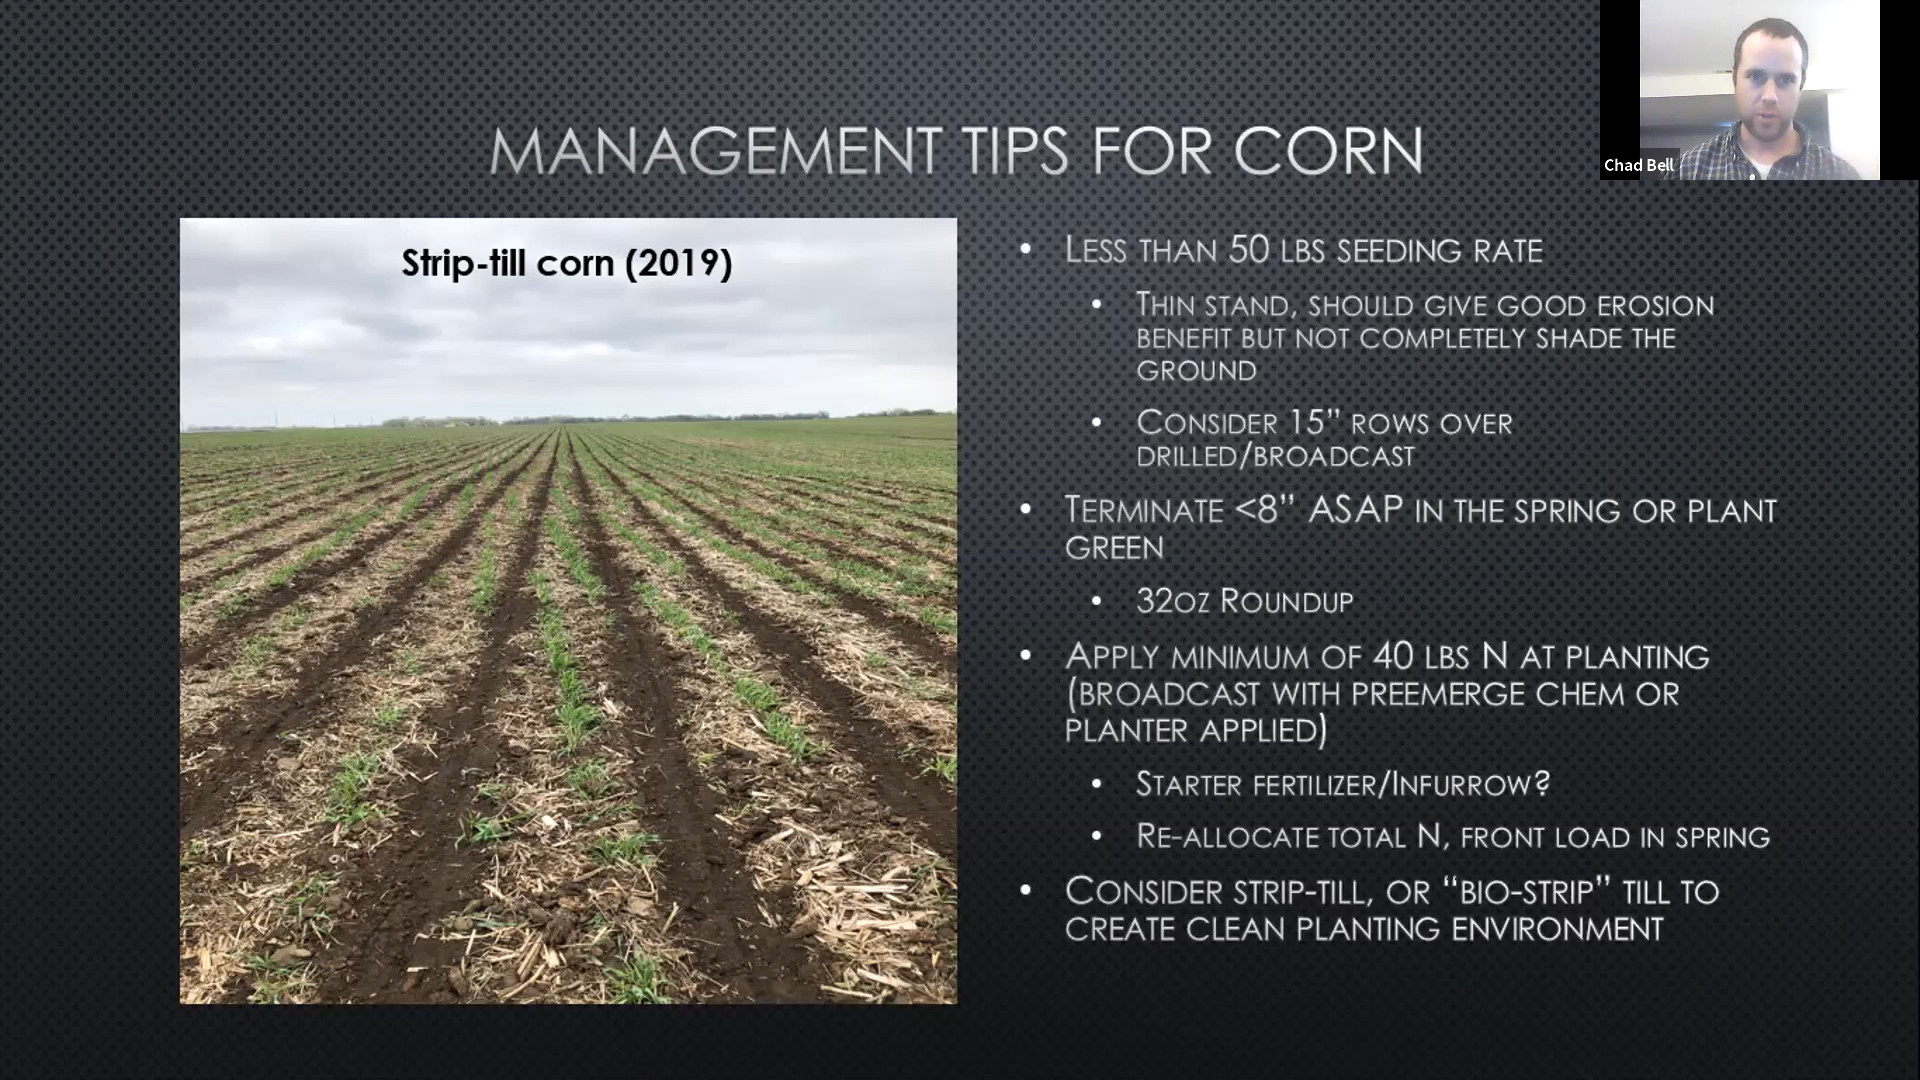 MANAGEMENT TIPS FOR CORN
Chad Bell
Strip-till corn (2019)
• LESS THAN 50 LBS SEEDING RATE
• THIN STAND, SHOULD GIVE GOOD EROSION
BENEFIT BUT NOT COMPLETELY SHADE THE
GROUND
• CONSIDER 15” ROWS OVER
DRILLED/BROADCAST
• TERMINATE <8” ASAP IN THE SPRING OR PLANT
GREEN
• 32OZ ROUNDUP
• APPLY MINIMUM OF 40 LBS N AT PLANTING
(BROADCAST WITH PREEMERGE CHEM OR
PLANTER APPLIED)
• STARTER FERTILIZER/INFURROW?
• RE-ALLOCATE TOTAL N, FRONT LOAD IN SPRING
• CONSIDER STRIP-TILL, OR “BIO-STRIP” TILL TO
CREATE CLEAN PLANTING ENVIRONMENT